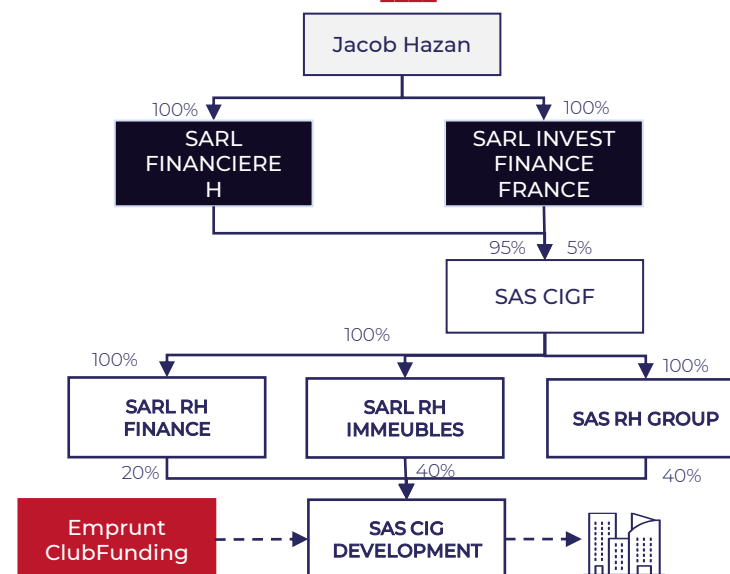 Jacob Hazan
100%
100%
SARL
FINANCIERE
H
SARL INVEST
FINANCE
FRANCE
95%
5%
SAS CIGF
100%
100%
100%
SARL RH
FINANCE
SARL RH
IMMEUBLES
SAS RH GROUP
20%
40%
40%
Emprunt
ClubFunding
SAS CIG
DEVELOPMENT